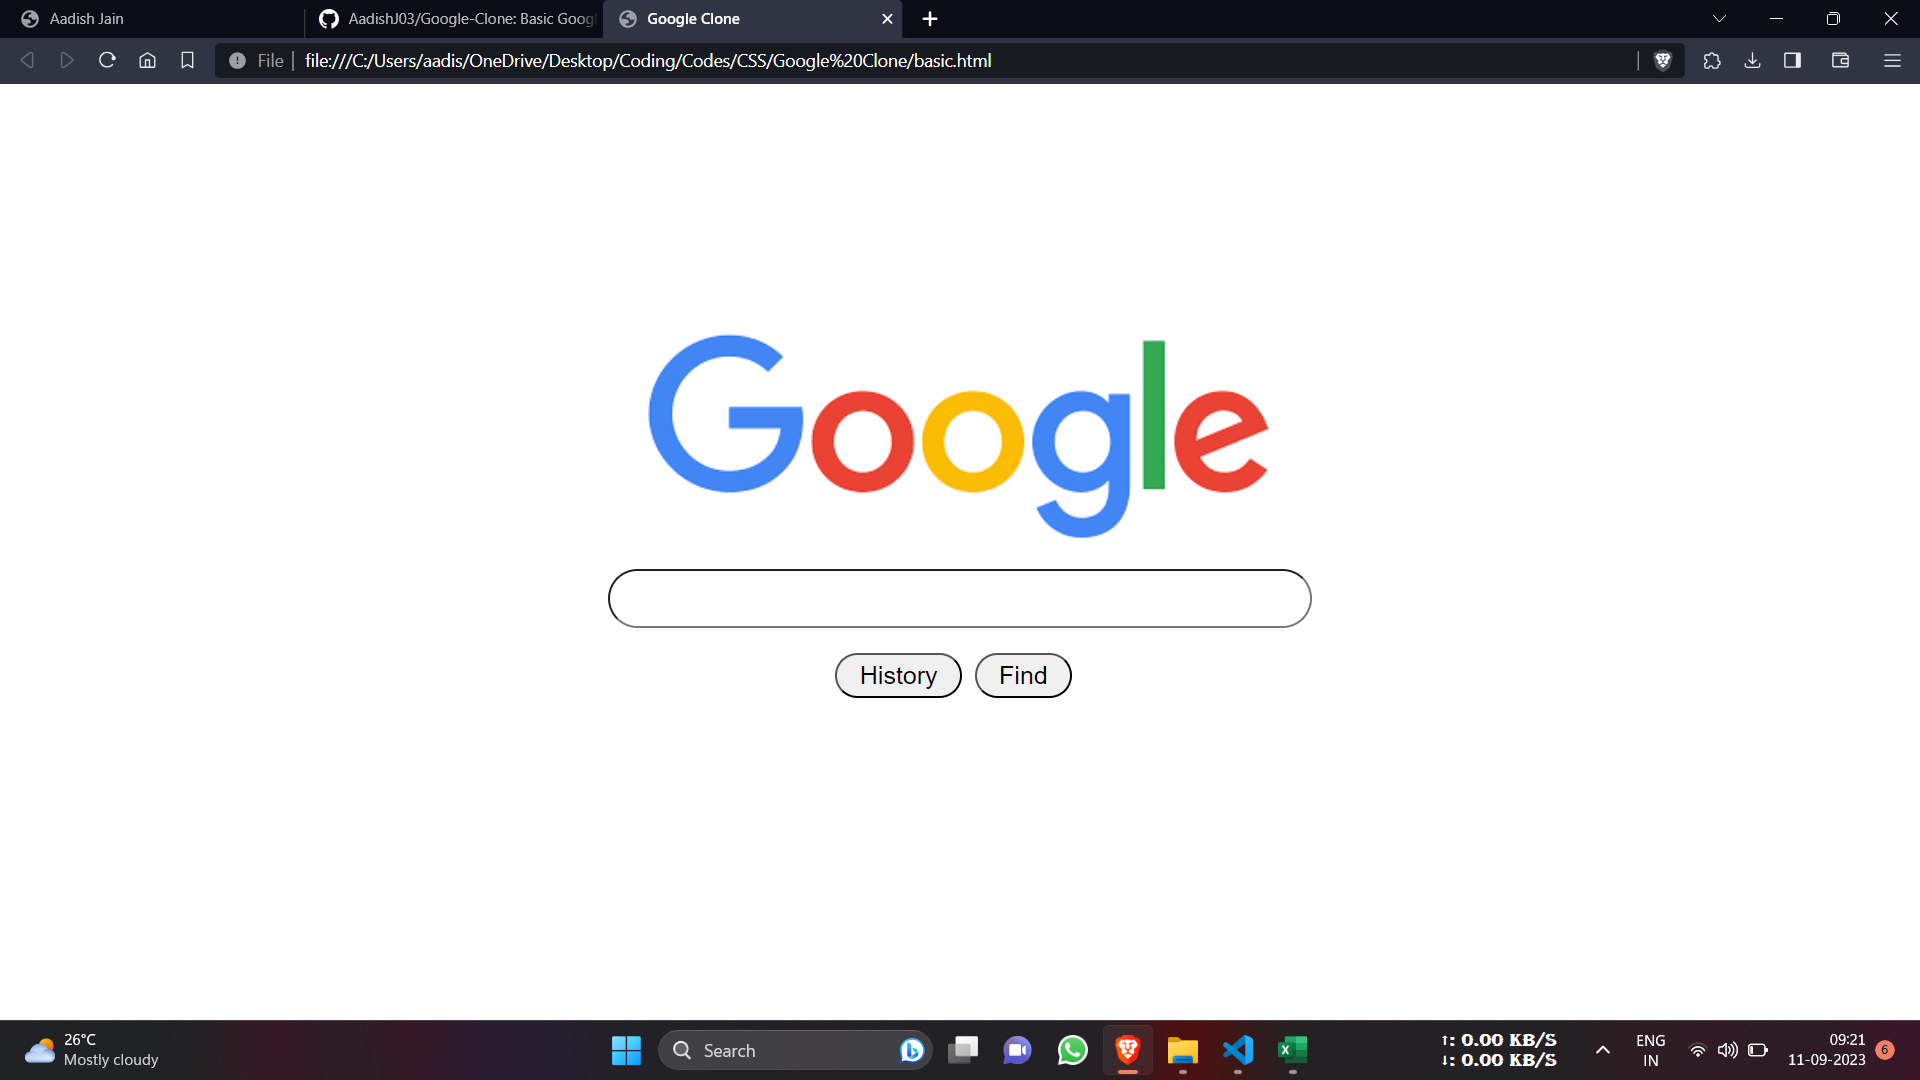 Aadish Jain
AadishJ03/Google-Clone: Basic Goog
Google Clone
File
file:///C:/Users/aadis/OneDrive/Desktop/Coding/Codes/CSS/Google%20Clone/basic.html
Google
History
Find
26°C
Mostly cloudy
Search
↑: 0.00 KB/S
↓: 0.00 KB/S
ENG
IN
09:21
11-09-2023
6